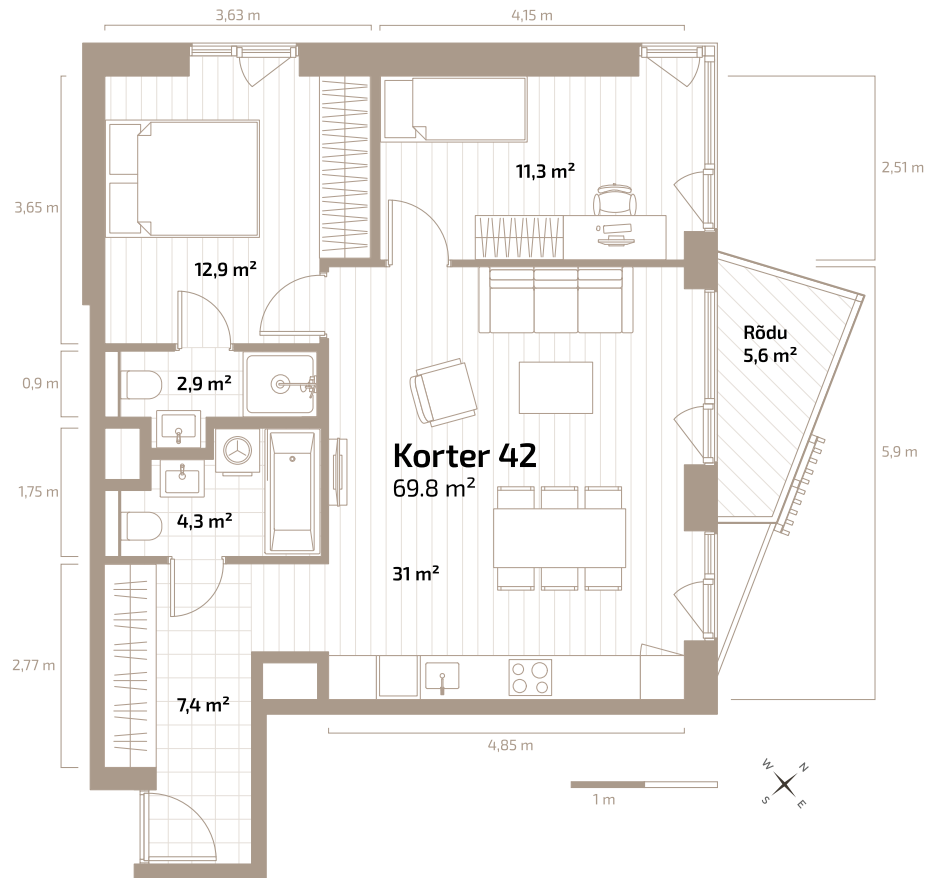 3,63 m
4,15 m
2,51 m
11,3 m²
3,65 m
12,9 m²
Rõdu
5,6 m²
0,9 m
2,9 m²
Korter 42
69.8 m²
5,9 m
1,75 m
4,3 m²
31 m²
2,77 m
7,4 m²
4,85 m
1 m
W
N
S
E